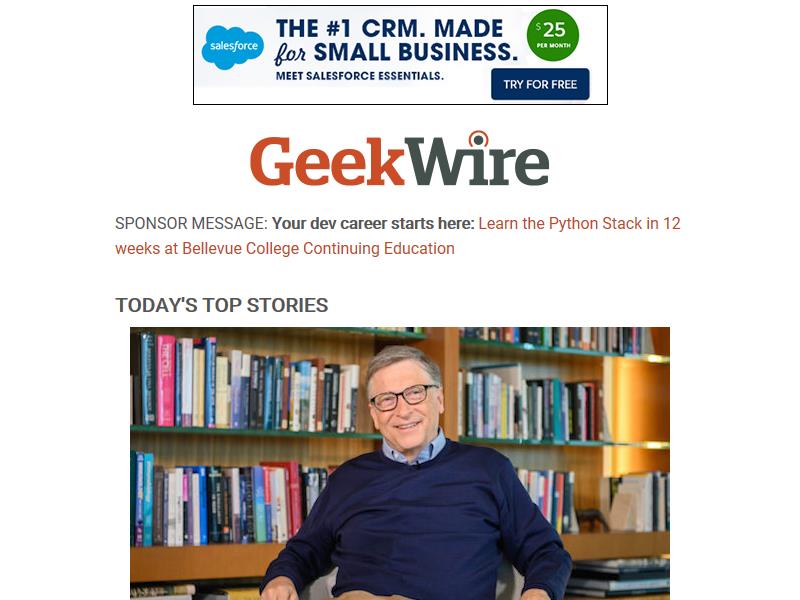 salesforce
THE #1 CRM. MADE
for SMALL BUSINESS.
MEET SALESFORCE ESSENTIALS.
$25
PER MONTH
TRY FOR FREE
GeekWire
SPONSOR MESSAGE: Your dev career starts here: Learn the Python Stack in 12
weeks at Bellevue College Continuing Education
TODAY'S TOP STORIES